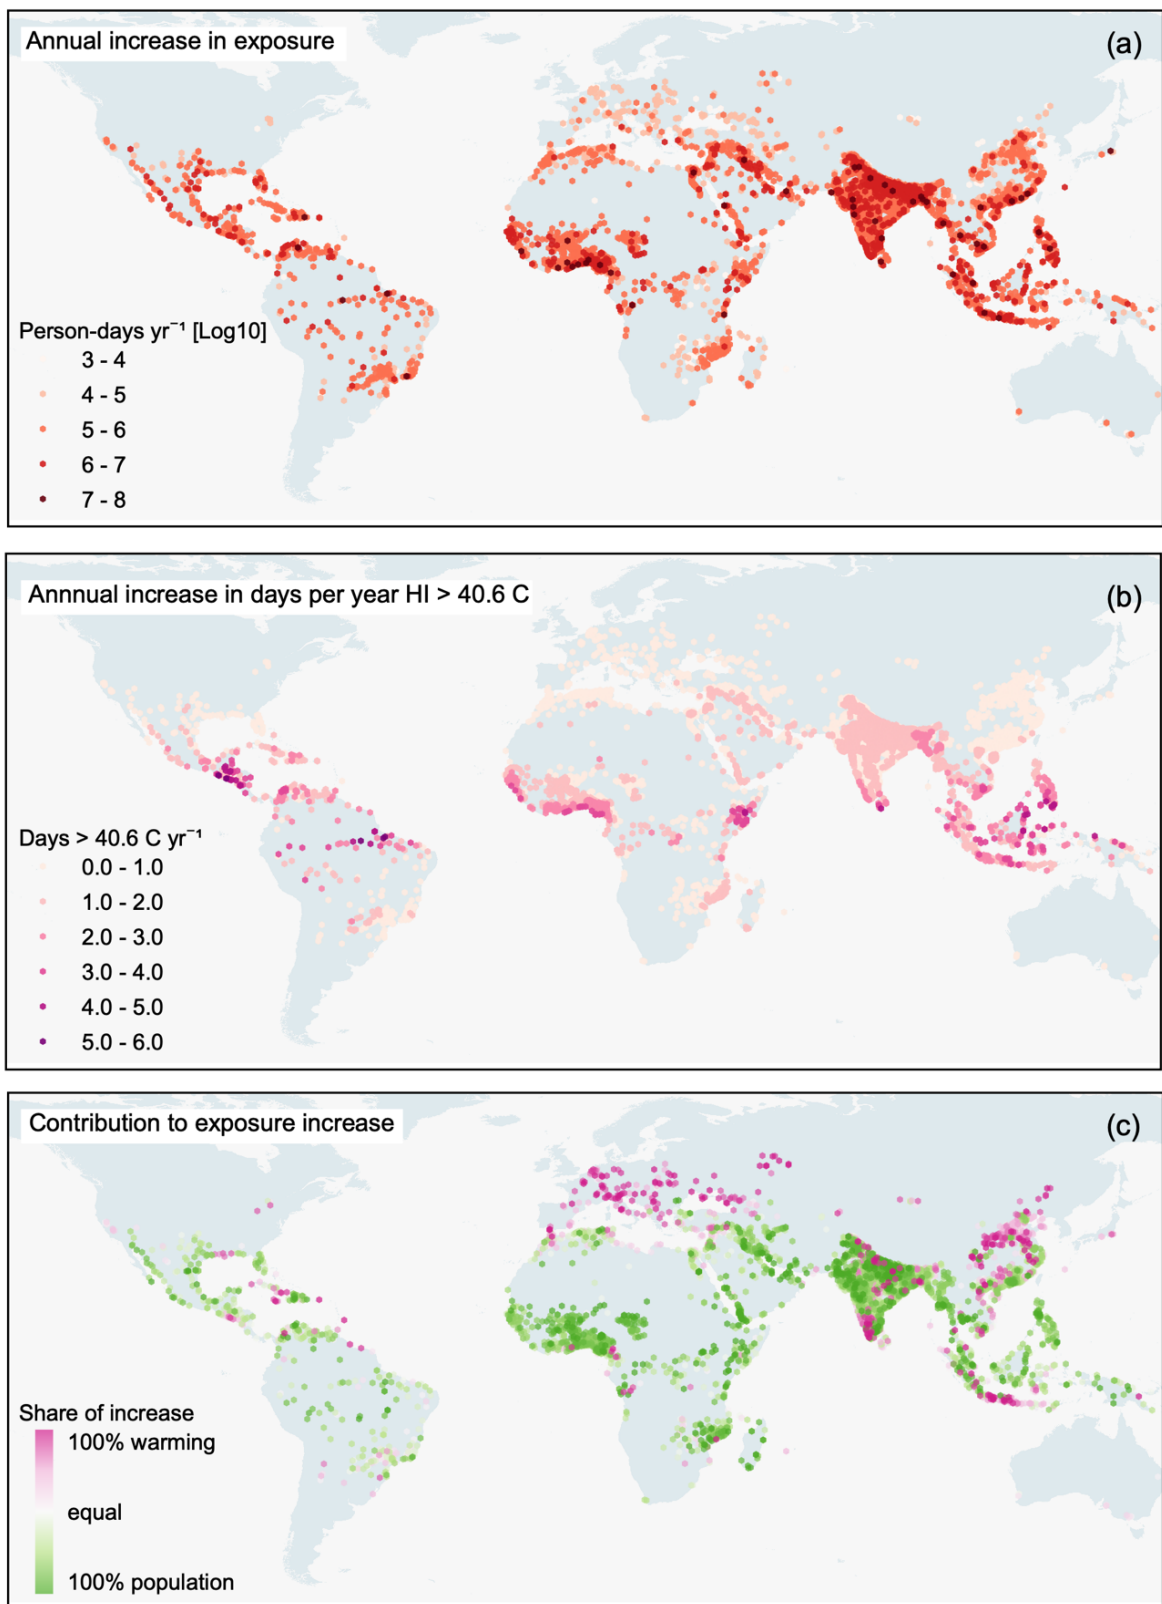 Annual increase in exposure
(a)
Person-days yr⁻¹ [Log10]
3 - 4
4 - 5
5 - 6
6 - 7
7 - 8
Annnual increase in days per year HI > 40.6 C
(b)
Days > 40.6 C yr⁻¹
0.0 - 1.0
1.0 - 2.0
2.0 - 3.0
3.0 - 4.0
4.0 - 5.0
5.0 - 6.0
Contribution to exposure increase
(c)
Share of increase
100% warming
equal
100% population